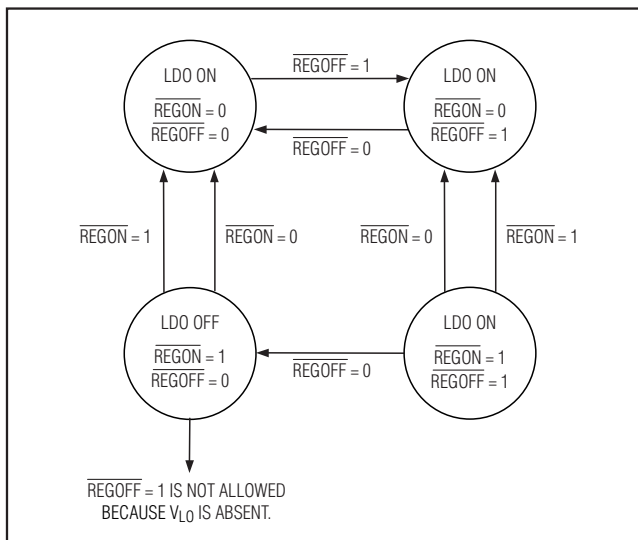 LDO ON
REGON = 0
REGOFF = 0
REGOFF = 1
REGOFF = 0
LDO ON
REGON = 0
REGOFF = 1
REGON = 1
REGON = 0
REGON = 0
REGON = 1
LDO OFF
REGON = 1
REGOFF = 0
REGOFF = 0
LDO ON
REGON = 1
REGOFF = 1
REGOFF = 1 IS NOT ALLOWED
BECAUSE VL0 IS ABSENT.